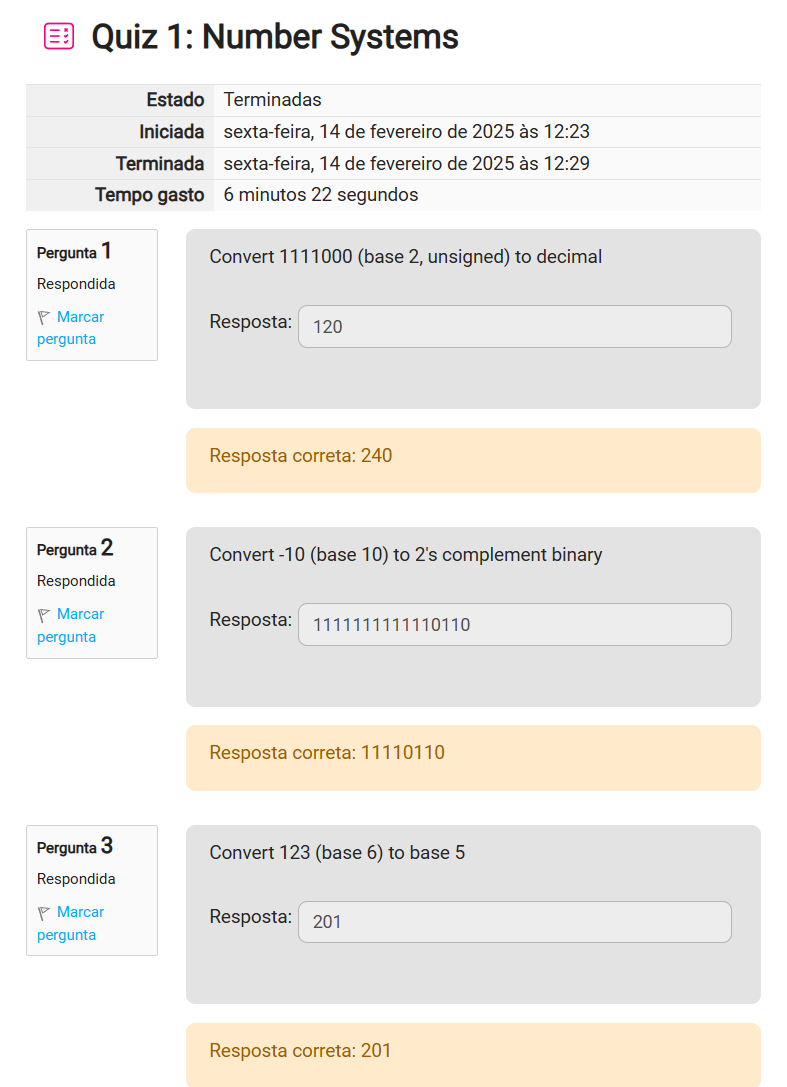 Quiz 1: Number Systems
Estado Terminadas
Iniciada sexta-feira, 14 de fevereiro de 2025 às 12:23
Terminada sexta-feira, 14 de fevereiro de 2025 às 12:29
Tempo gasto 6 minutos 22 segundos
Pergunta 1
Respondida
Marcar
pergunta
Convert 1111000 (base 2, unsigned) to decimal
Resposta: 120
Resposta correta: 240
Pergunta 2
Respondida
Marcar
pergunta
Convert -10 (base 10) to 2's complement binary
Resposta: 1111111111110110
Resposta correta: 11110110
Pergunta 3
Respondida
Marcar
pergunta
Convert 123 (base 6) to base 5
Resposta: 201
Resposta correta: 201